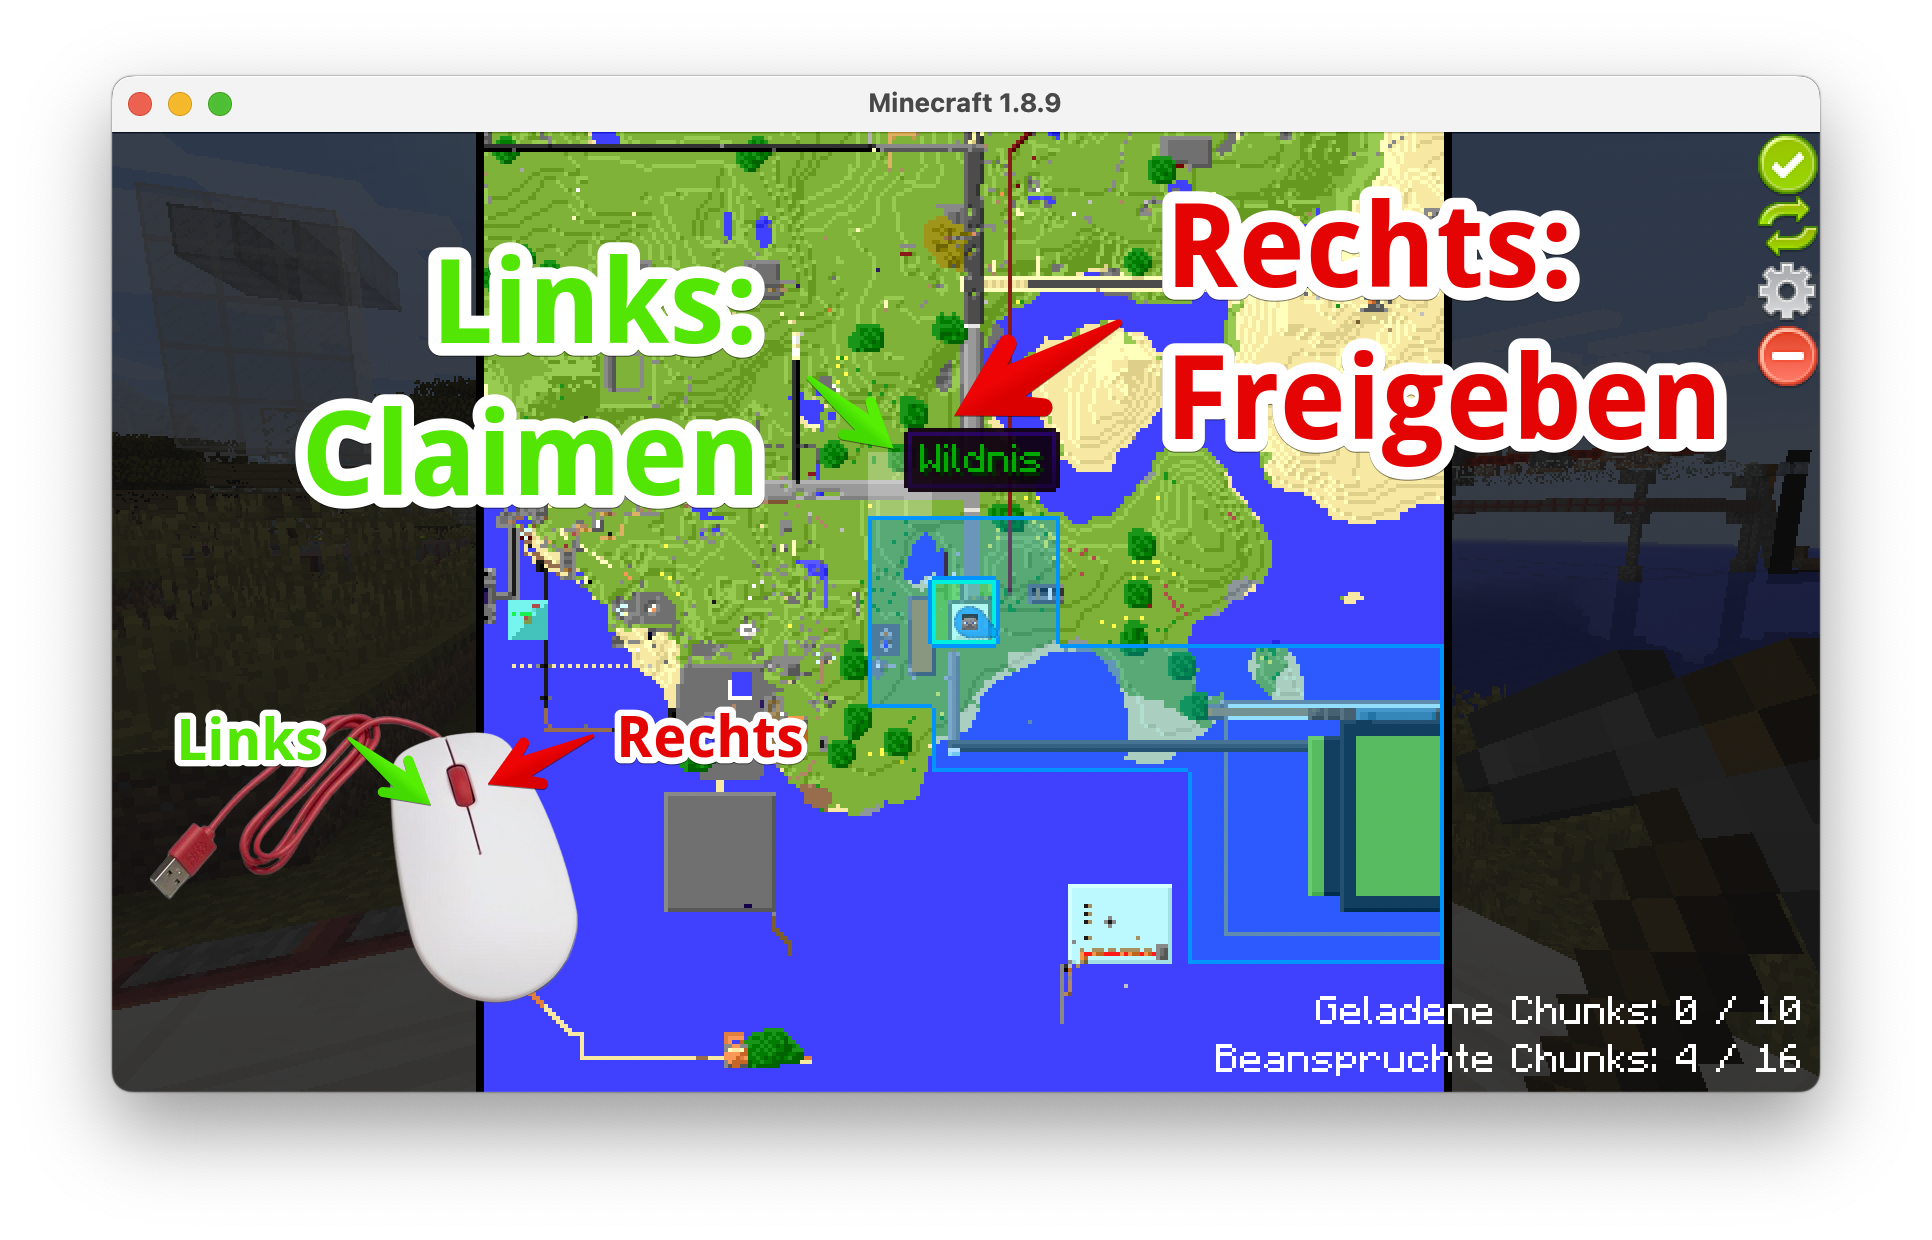 Minecraft 1.8.9
Links:
Claimen
Rechts:
Freigeben
Wildnis
Links
Rechts
Geladene Chunks: 0 / 10
Beanspruchte Chunks: 4 / 16